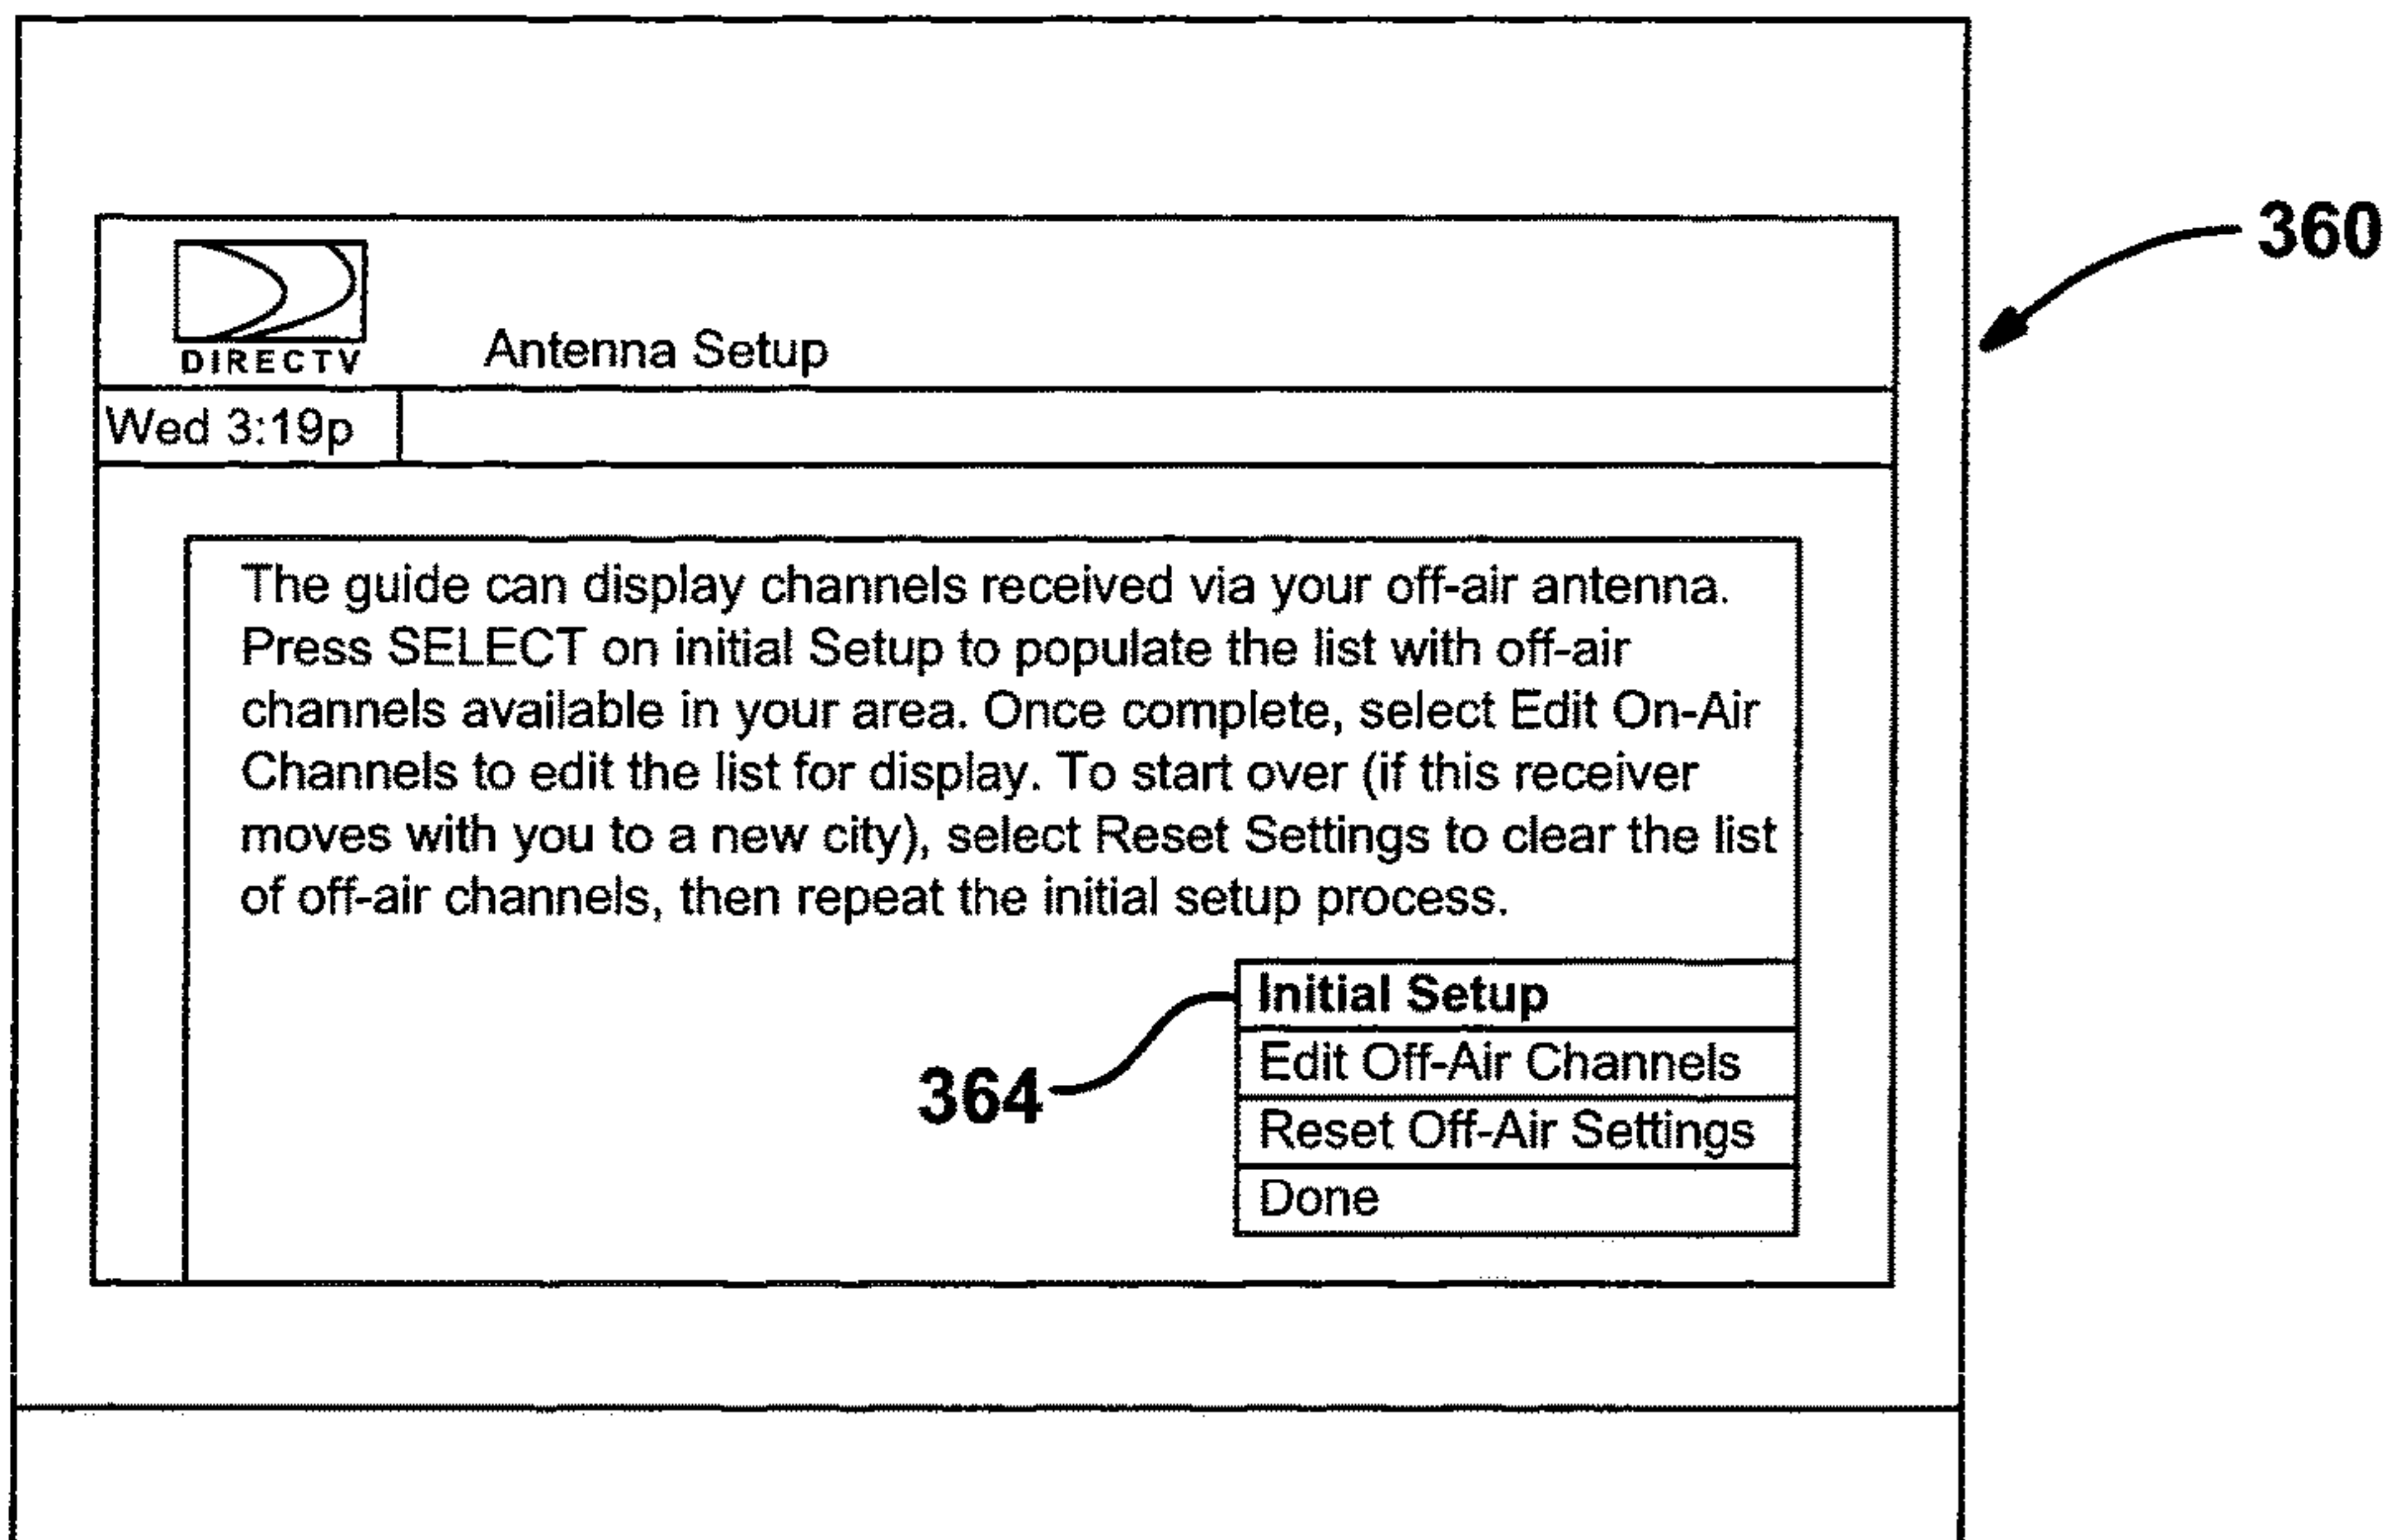 360
DIRECTV
Antenna Setup
Wed 3:19p
The guide can display channels received via your off-air antenna.
Press SELECT on initial Setup to populate the list with off-air
channels available in your area. Once complete, select Edit On-Air
Channels to edit the list for display. To start over (if this receiver
moves with you to a new city), select Reset Settings to clear the list
of off-air channels, then repeat the initial setup process.
Initial Setup
Edit Off-Air Channels
364
Reset Off-Air Settings
Done